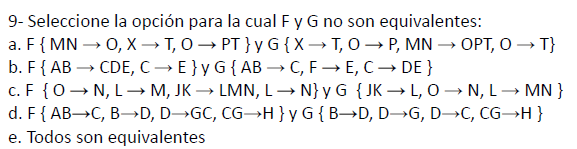 9- Seleccione la opción para la cual F y G no son equivalentes:
a. F { MN → O, X → T, O → PT } y G { X → T, O → P, MN → OPT, O → T}
b. F { AB → CDE, C → E } y G { AB → C, F → E, C → DE }
c. F {O → N, L → M, JK → LMN, L → N} y G {JK → L, O → N, L → MN }
d. F { AB→C, B→D, D→GC, CG→H } y G { B→D, D→G, D→C, CG→H }
e. Todos son equivalentes